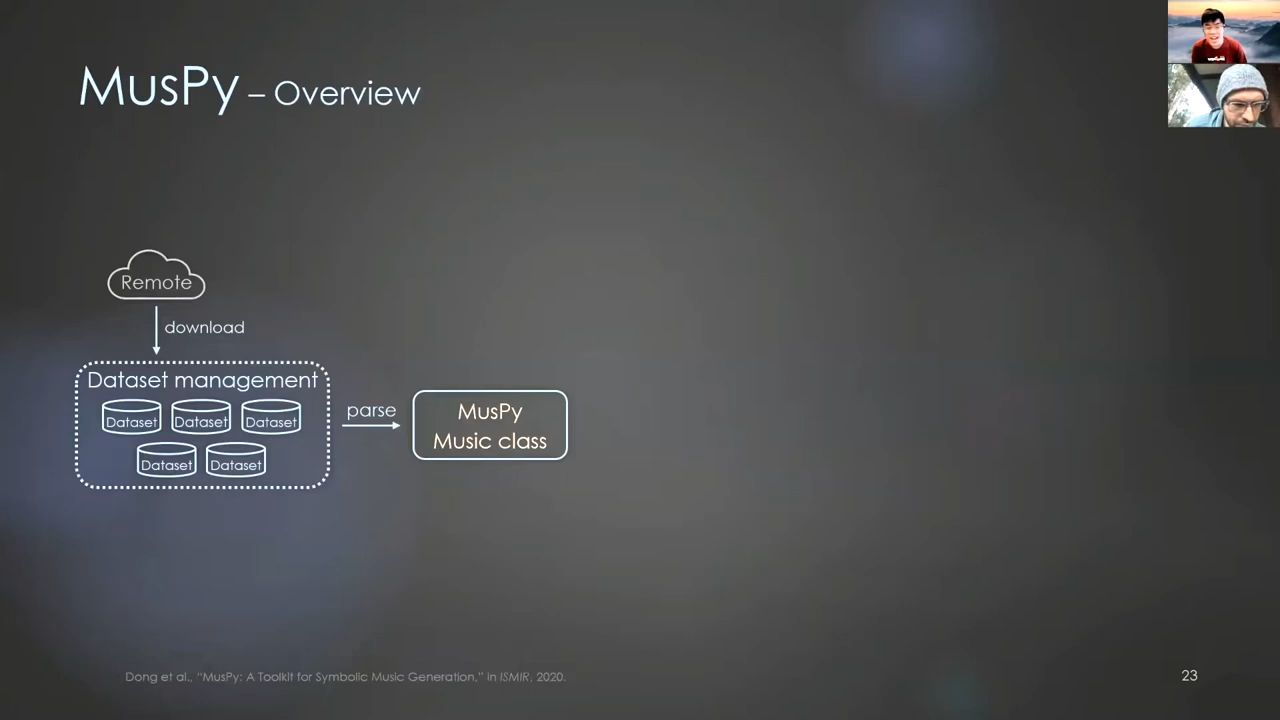 MusPy – Overview
Remote
download
Dataset management
Dataset Dataset Dataset
Dataset Dataset
parse
MusPy
Music class
Dong et al., “MusPy: A Toolkit for Symbolic Music Generation,” in ISMIR, 2020.
23